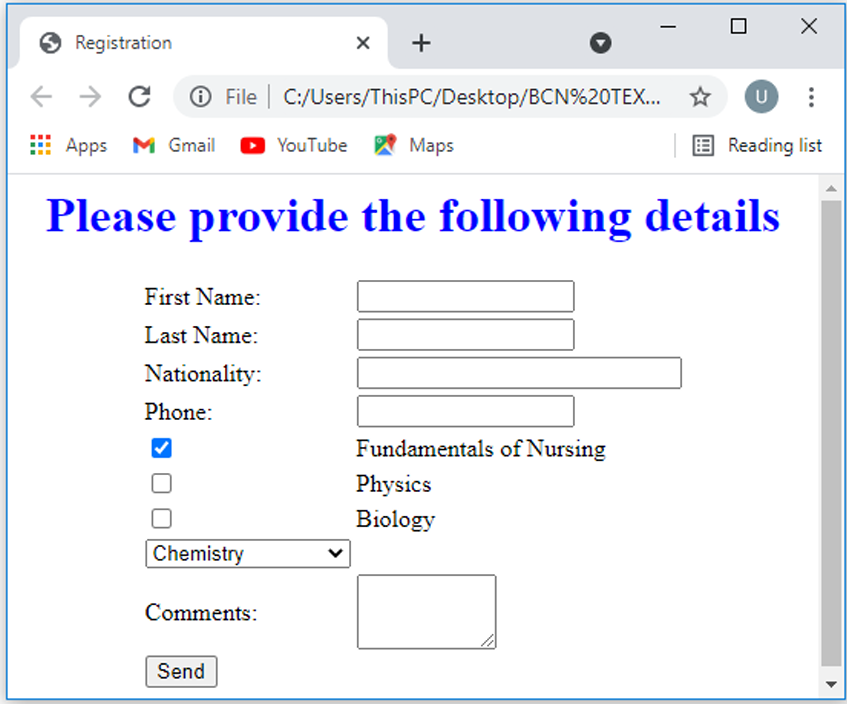 Registration
File C:/Users/ThisPC/Desktop/BCN%20TEX... U
Apps Gmail YouTube Maps Reading list
Please provide the following details
First Name:
Last Name:
Nationality:
Phone:
Fundamentals of Nursing
Physics
Biology
Chemistry
Comments:
Send